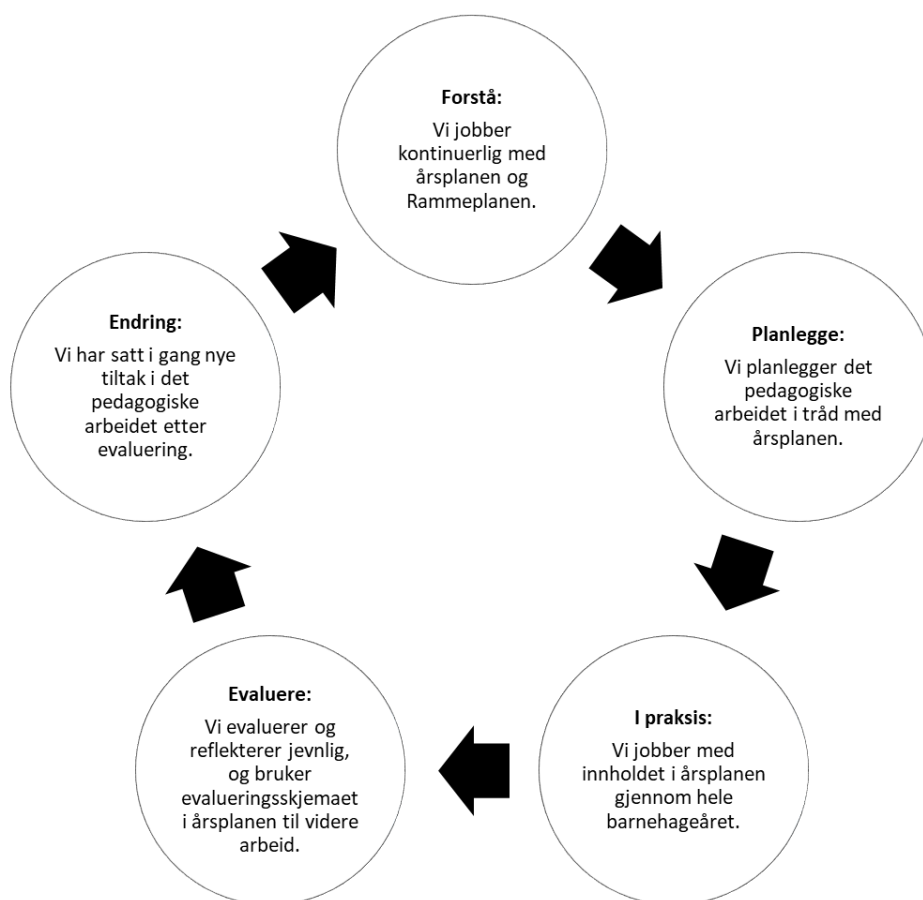 Forstå:
Vi jobber
kontinuerlig med
årsplanen og
Rammeplanen.
Planlegge:
Vi planlegger det
pedagogiske
arbeidet i tråd med
årsplanen.
I praksis:
Vi jobber med
innholdet i årsplanen
gjennom hele
barnehageåret.
Evaluere:
Vi evaluerer og
reflekterer jevnlig,
og bruker
evalueringsskjemaet
i årsplanen til videre
arbeid.
Endring:
Vi har satt i gang nye
tiltak i det
pedagogiske
arbeidet etter
evaluering.